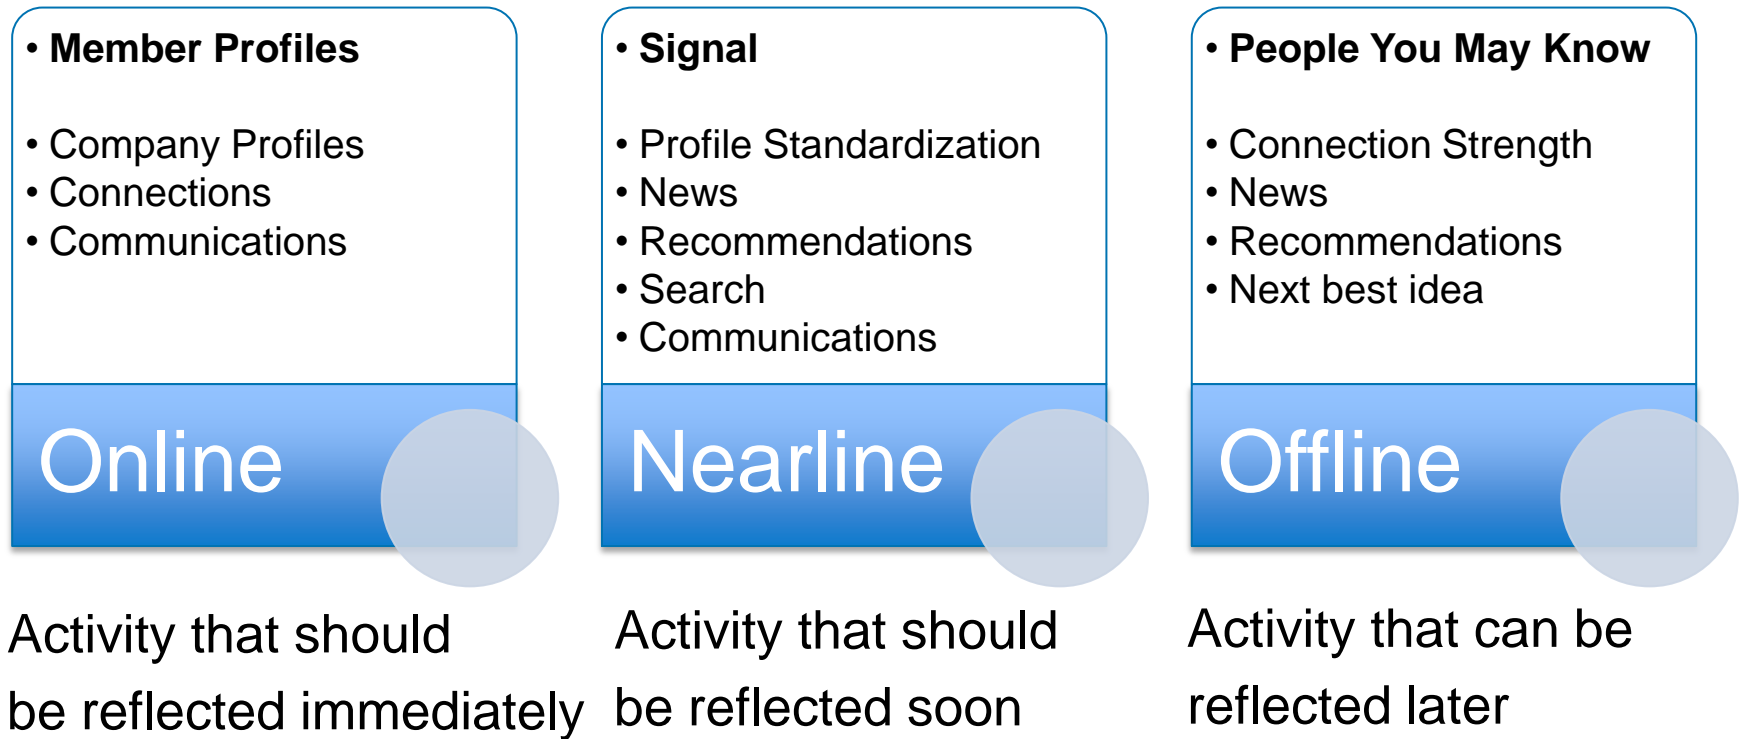 • Member Profiles
• Company Profiles
• Connections
• Communications
Online
Activity that should
be reflected immediately
• Signal
• Profile Standardization
• News
• Recommendations
• Search
• Communications
Nearline
Activity that should
be reflected soon
• People You May Know
• Connection Strength
• News
• Recommendations
• Next best idea
Offline
Activity that can be
reflected later